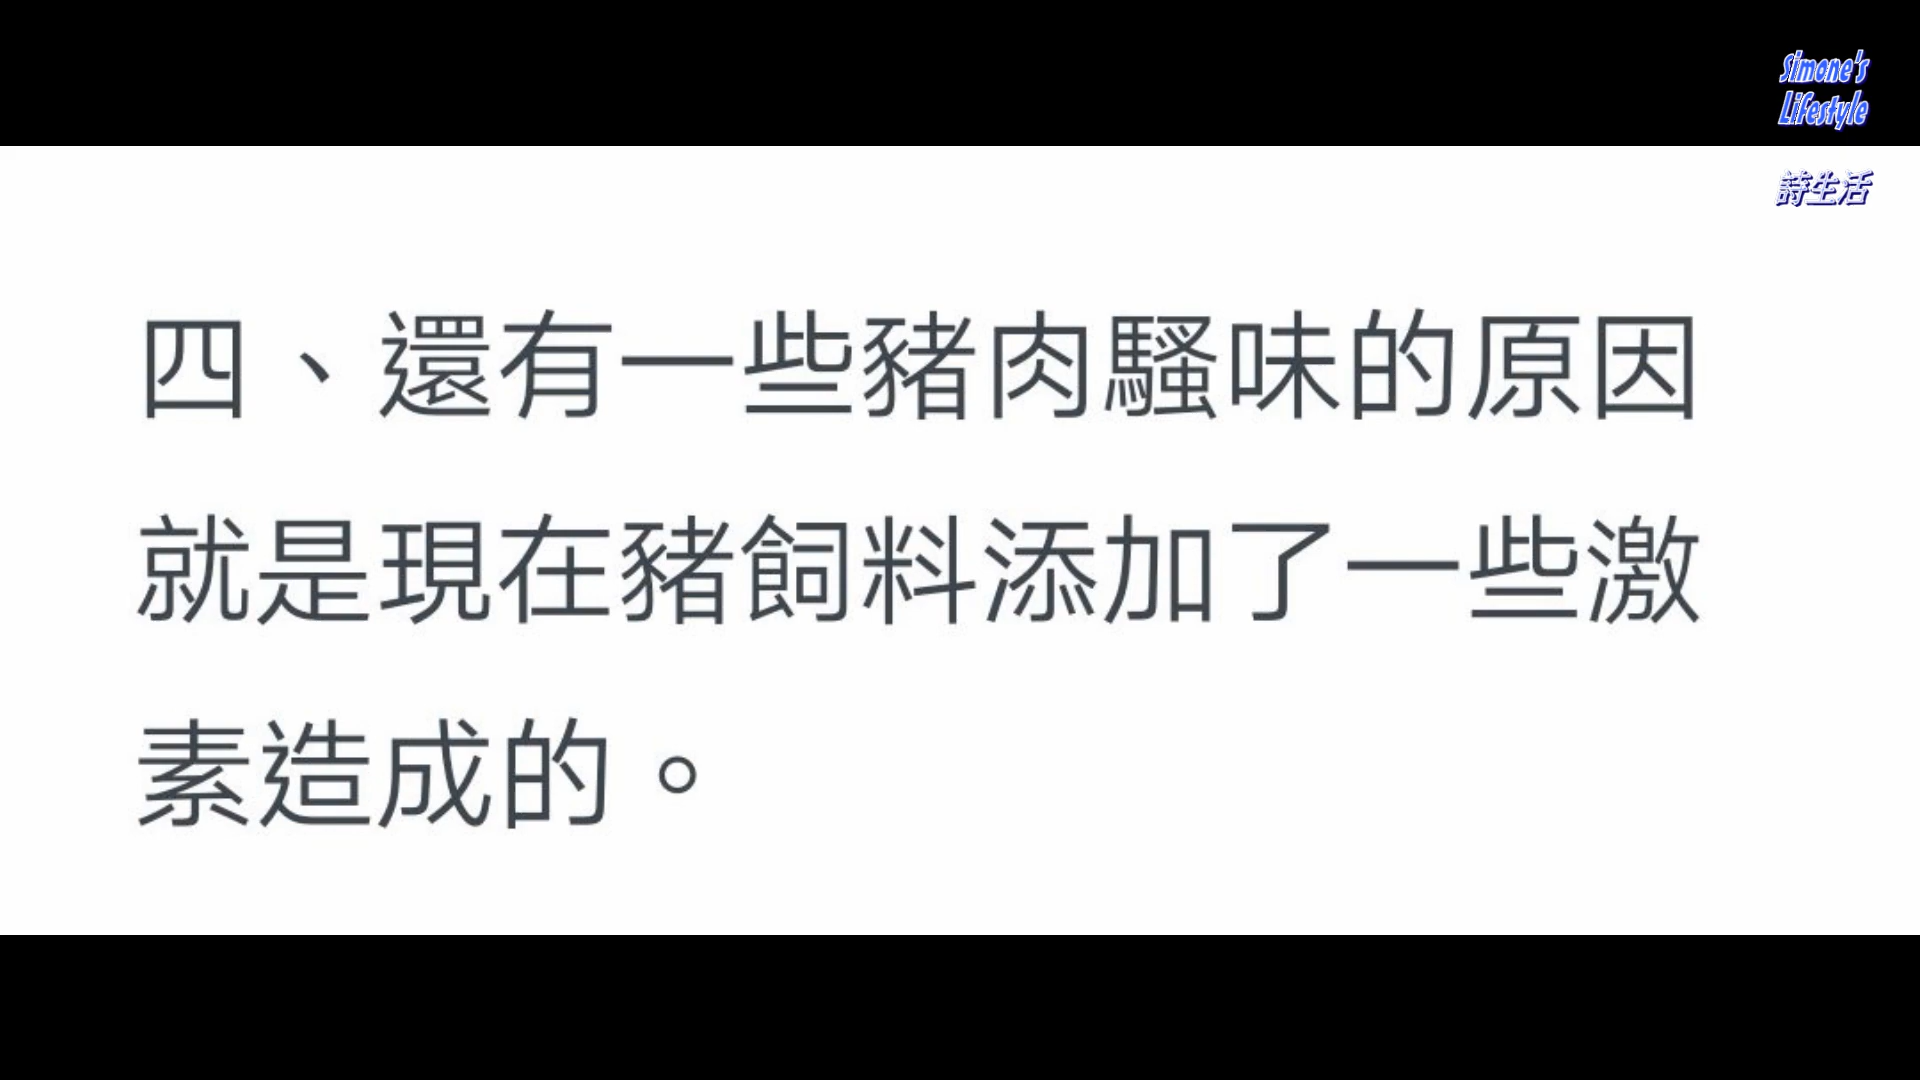 Simone's
Lifestyle
詩生活
四、還有一些豬肉騷味的原因
就是現在豬飼料添加了一些激
素造成的。